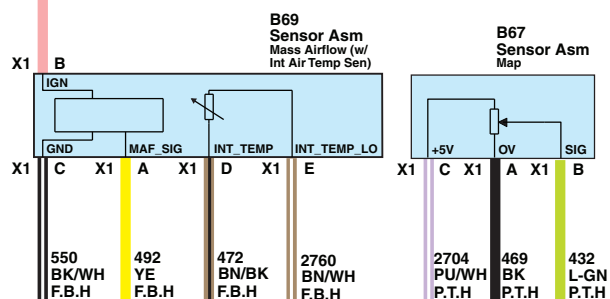 B69
Sensor Asm
Mass Airflow (w/
Int Air Temp Sen)
X1 B
IGN
GND MAF_SIG INT_TEMP INT_TEMP_LO
X1 C X1 A X1 D X1 E
550
BK/WH
F.B.H
492
YE
F.B.H
472
BN/BK
F.B.H
2760
BN/WH
F.B.H
B67
Sensor Asm
Map
+5V OV SIG
X1 C X1 A X1 B
2704
PU/WH
P.T.H
469
BK
P.T.H
432
L-GN
P.T.H